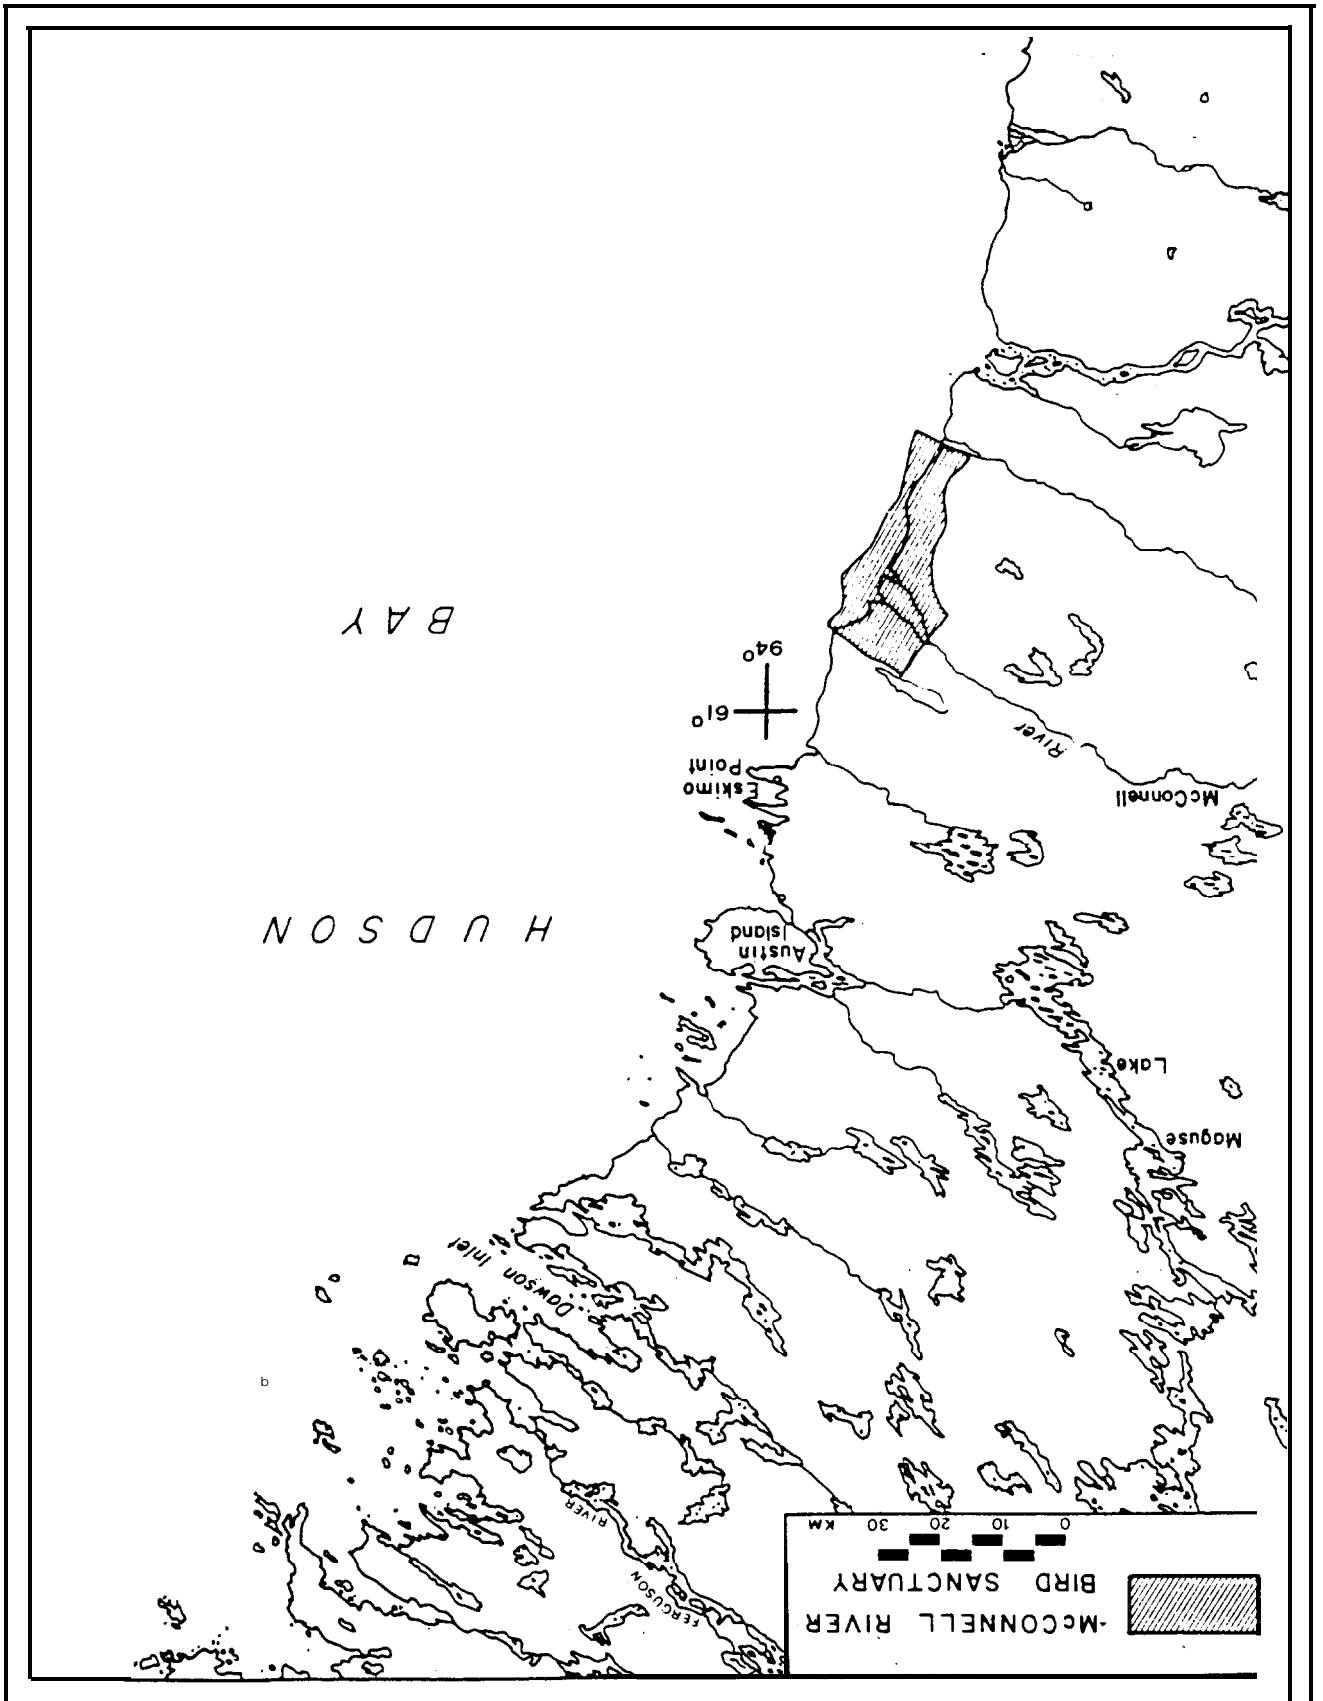 McCONNELL RIVER
BIRD SANCTUARY
0 10 20 30 KM
FERGUSON
RIVER
Dawson Inlet
Maguse
Lake
Austin
Island
HUDSON
McConnell
River
Eskimo
Point
61°
94°
BAY
b